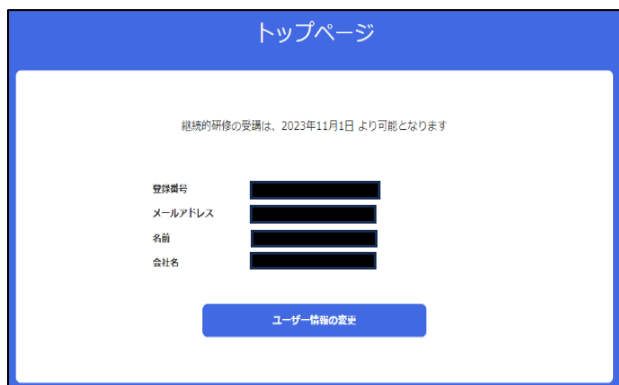 トップページ
継続的研修の受講は、2023年11月1日 より可能となります
登録番号
メールアドレス
名前
会社名
ユーザー情報の変更